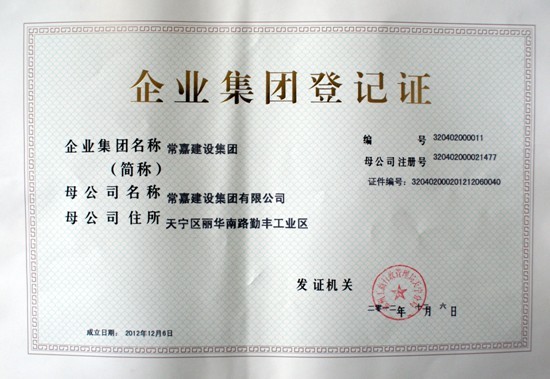 企业集团登记证
企业集团名称 常嘉建设集团
(简称)
母公司名称 常嘉建设集团有限公司
母公司住所 天宁区丽华南路勤丰工业区
编 号 320402000011
母公司注册号 320402000021477
证件编号：320402000201212060040
发证机关
二〇一二年十二月六日
成立日期： 2012年12月6日